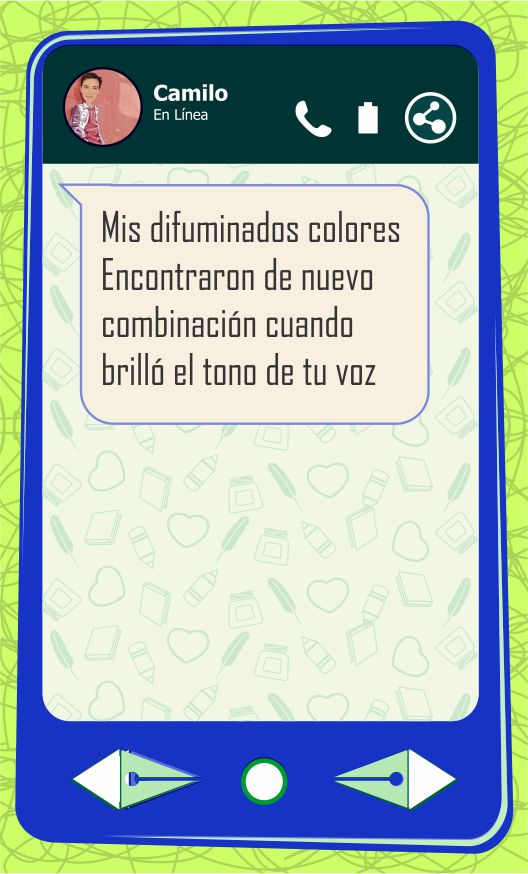 Camilo
En Línea
Mis difuminados colores
Encontraron de nuevo
combinación cuando
brilló el tono de tu voz